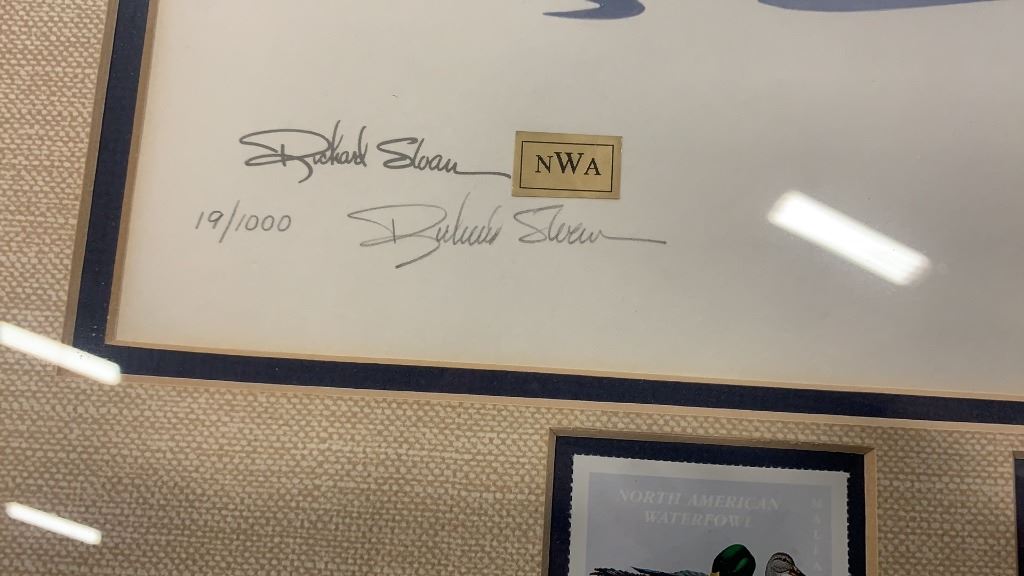 Richard Sloan
NWA
19/1000 Richard Sloan
NORTH AMERICAN
WATERFOWL